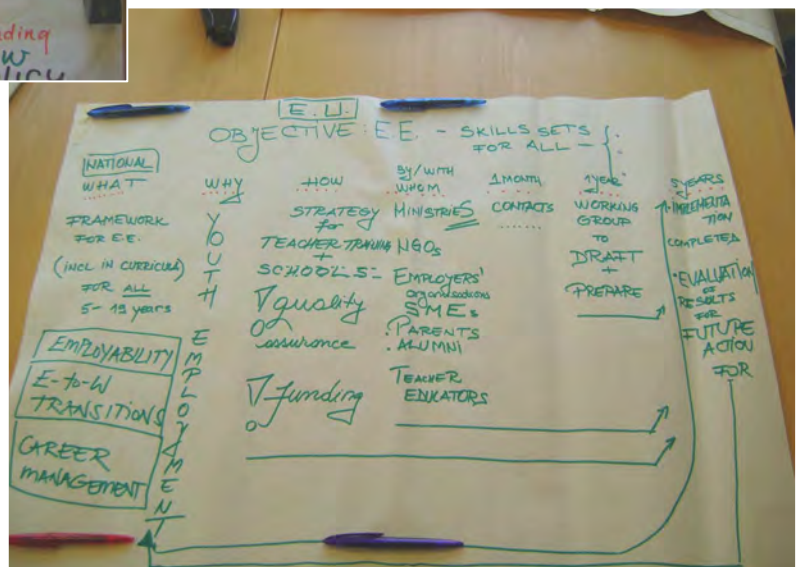 ding
W
E.U.
OBJECTIVE: E.E. - SKILLS SETS
FOR ALL -
NATIONAL
WHAT
FRAMEWORK
FOR E.E.
(INCL IN CURRICULA)
FOR ALL
5-19 years
EMPLOYABILITY
E-to-W
TRANSITIONS
CAREER
MANAGEMENT
WHY
YOUTH
EMPLOYMENT
HOW
STRATEGY
for
TEACHER TRAINING
+
SCHOOLS-
quality
assurance
funding
BY/WITH
WHOM
MINISTRIES
NGOs
EMPLOYERS'
organisations
SMEs
.PARENTS
.ALUMNI
TEACHER
EDUCATORS
1 MONTH
CONTACTS
1 YEAR
WORKING
GROUP
TO
DRAFT
+
PREPARE
5 YEARS
• IMPLEMENTA
TION
COMPLETED
• EVALUATION
OF
RESULTS
FOR
FUTURE
ACTION
FOR